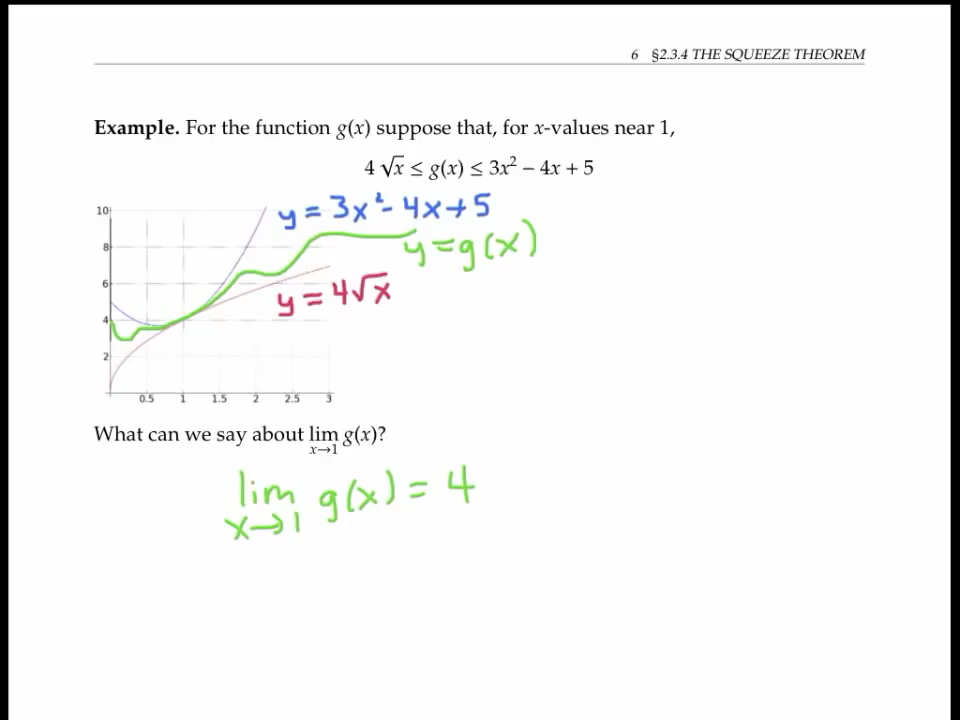 6 §2.3.4 THE SQUEEZE THEOREM
Example. For the function g(x) suppose that, for x-values near 1,
4 √x ≤ g(x) ≤ 3x² − 4x + 5
y = 3x² - 4x + 5
y = g(x)
y = 4√x
10
8
6
4
2
0.5 1 1.5 2 2.5 3
What can we say about lim g(x)?
x→1
lim g(x) = 4
x→1